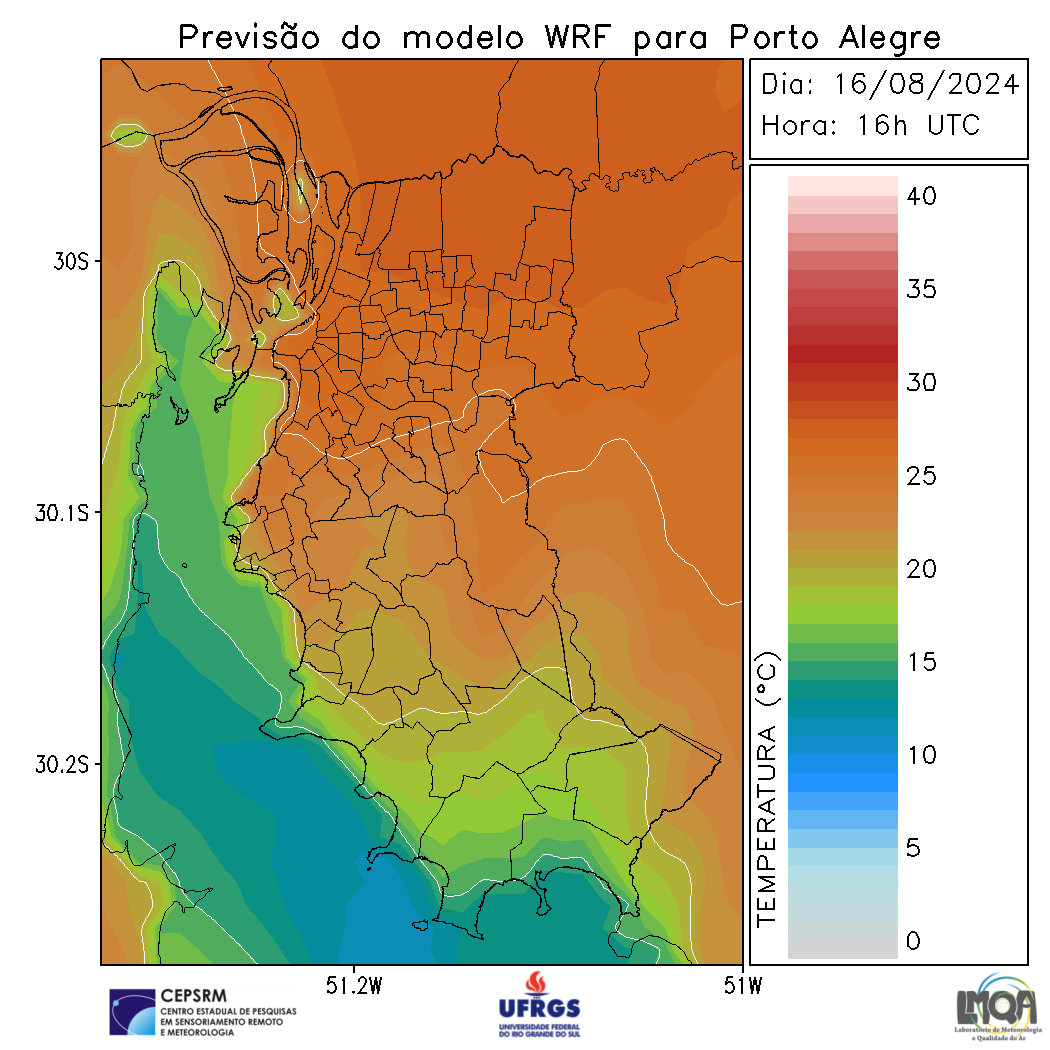 Previsão do modelo WRF para Porto Alegre
Dia: 16/08/2024
Hora: 16h UTC
40
35
30
25
20
15
10
5
0
TEMPERATURA (°C)
30S
30.1S
30.2S
51.2W
51W
CEPSRM
CENTRO ESTADUAL DE PESQUISAS
EM SENSORIAMENTO REMOTO
E METEOROLOGIA
UFRGS
UNIVERSIDADE FEDERAL
DO RIO GRANDE DO SUL
LMQA
Laboratório de Meteorologia
e Qualidade do Ar